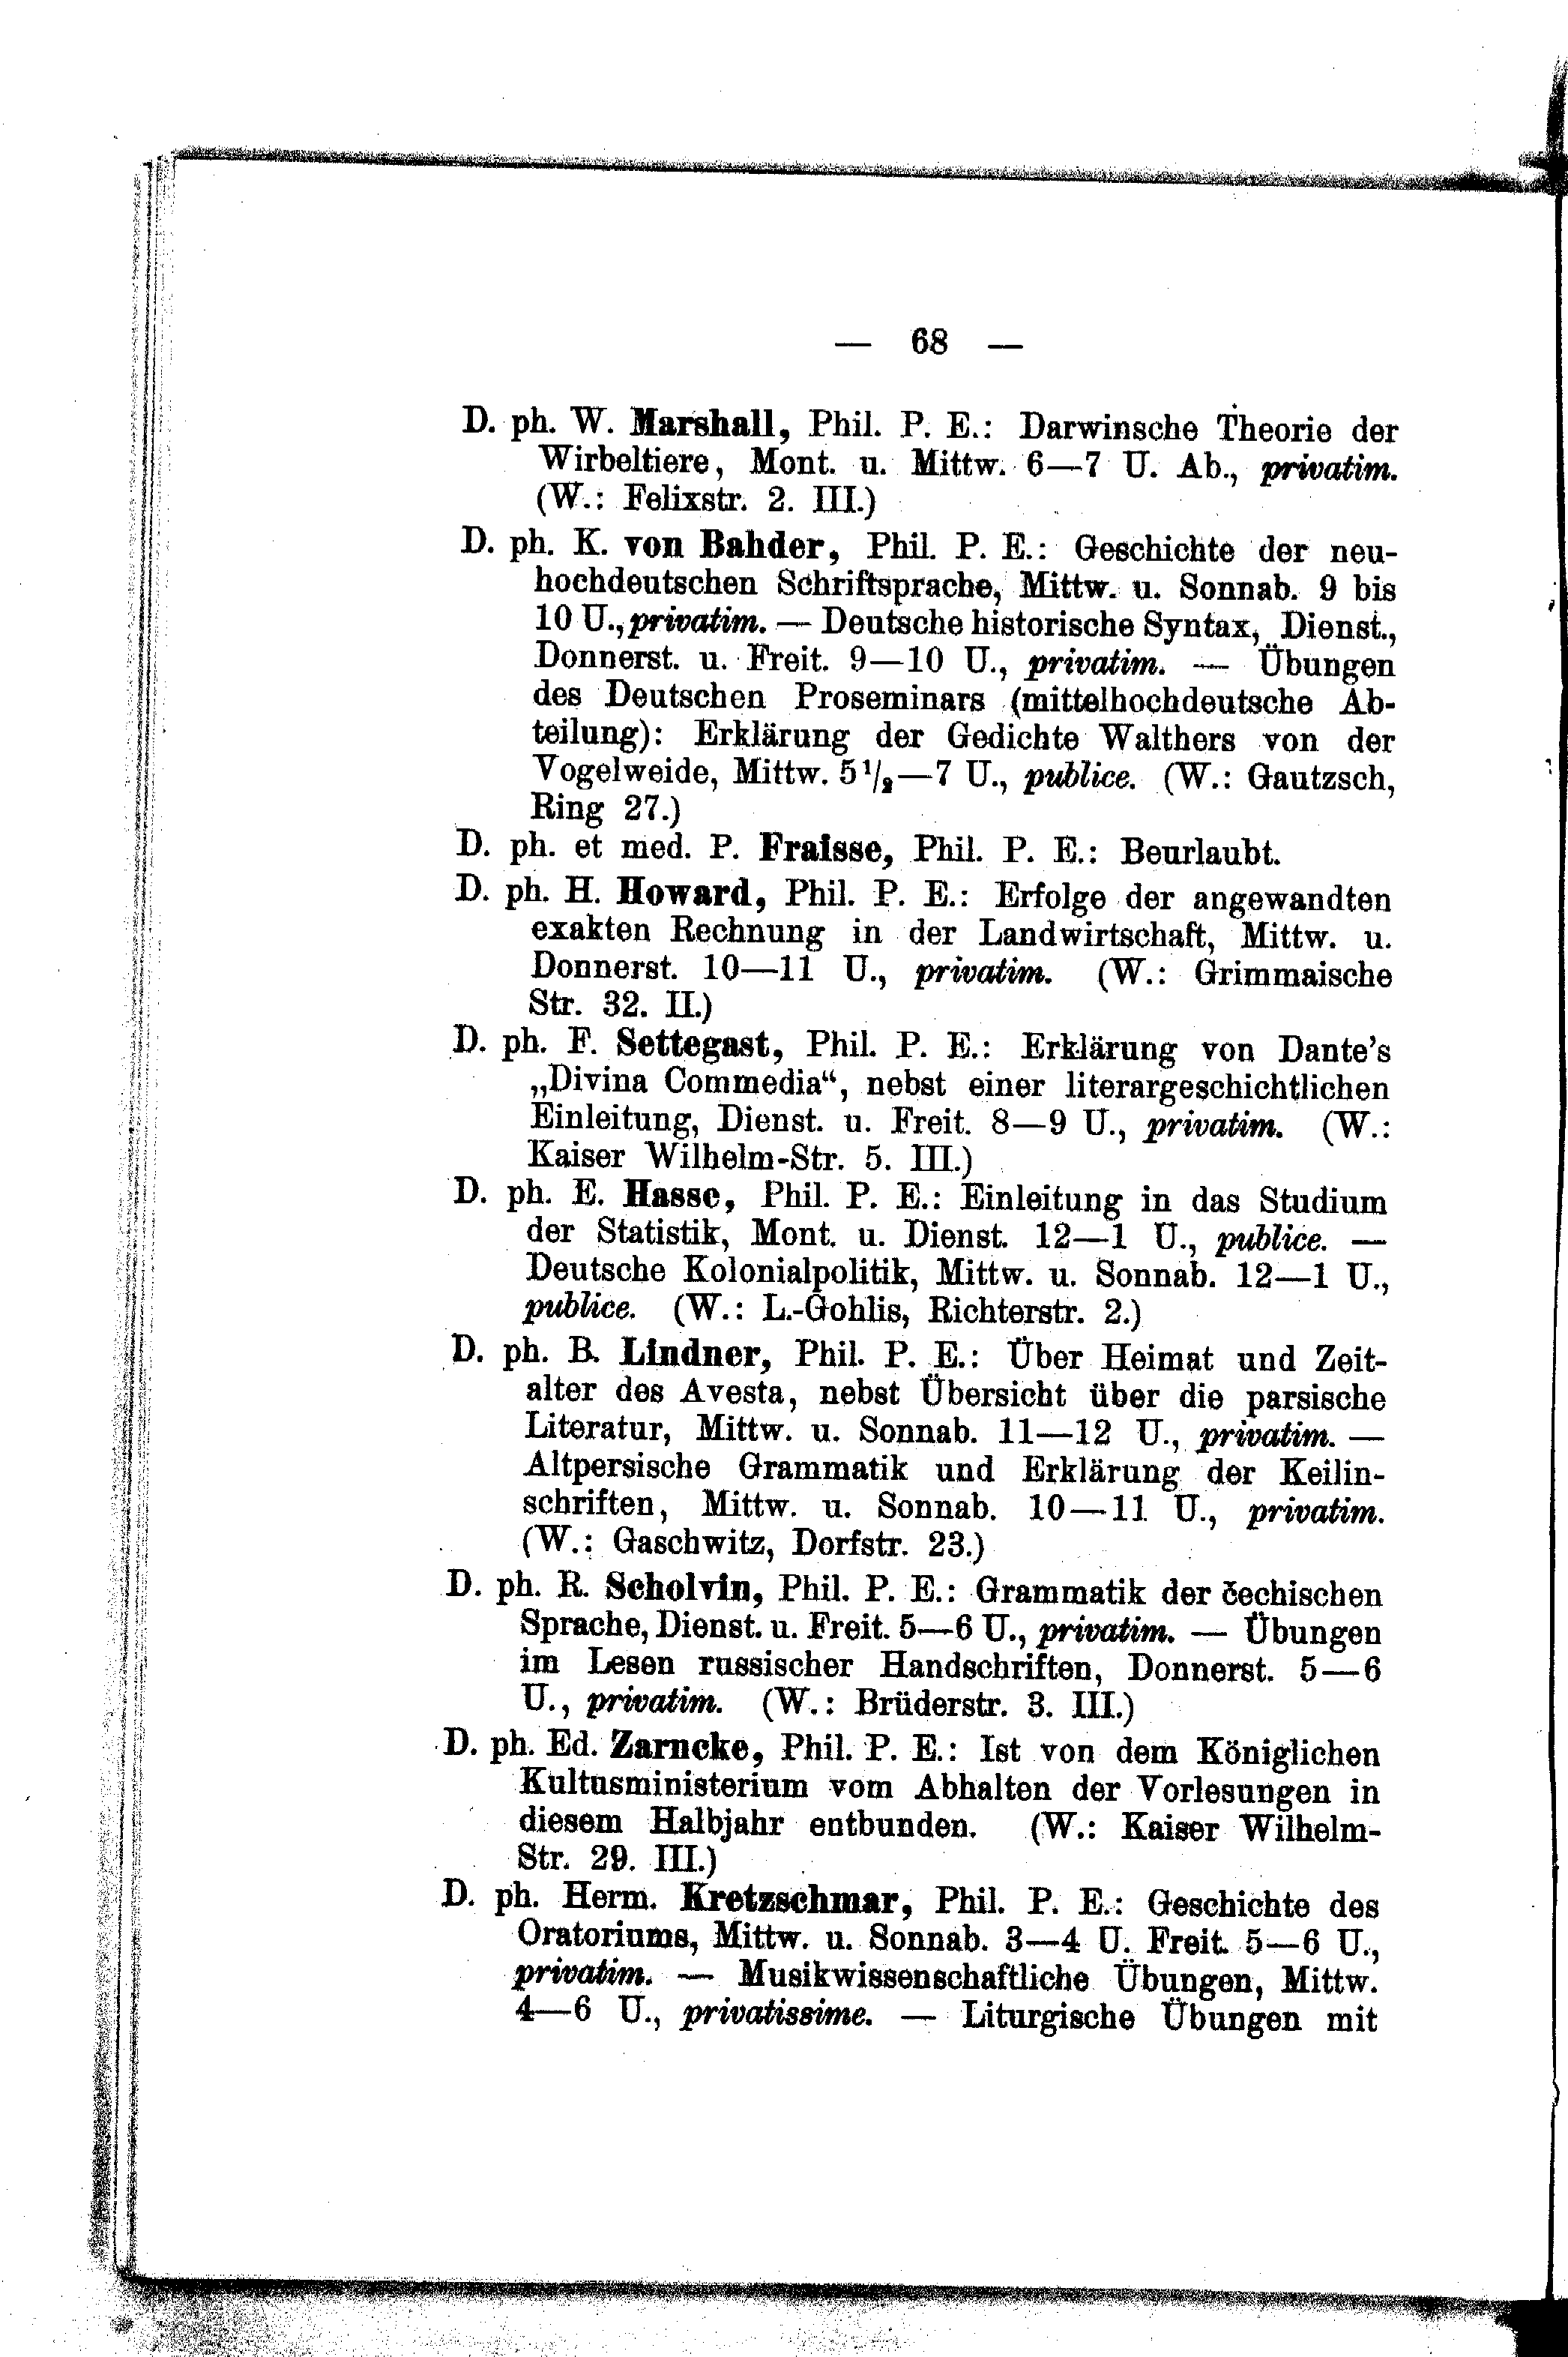 — 68 —
D. ph. W. Marshall, Phil. P. E.: Darwinsche Theorie der
Wirbeltiere, Mont. u. Mittw. 6—7 U. Ab., privatim.
(W.: Felixstr. 2. III.)
D. ph. K. von Bahder, Phil. P. E.: Geschichte der neu-
hochdeutschen Schriftsprache, Mittw. u. Sonnab. 9 bis
10 U., privatim. — Deutsche historische Syntax, Dienst.,
Donnerst. u. Freit. 9—10 U., privatim. — Übungen
des Deutschen Proseminars (mittelhochdeutsche Ab-
teilung): Erklärung der Gedichte Walthers von der
Vogelweide, Mittw. 5 1/2—7 U., publice. (W.: Gautzsch,
Ring 27.)
D. ph. et med. P. Fraisse, Phil. P. E.: Beurlaubt.
D. ph. H. Howard, Phil. P. E.: Erfolge der angewandten
exakten Rechnung in der Landwirtschaft, Mittw. u.
Donnerst. 10—11 U., privatim. (W.: Grimmaische
Str. 32. II.)
D. ph. F. Settegast, Phil. P. E.: Erklärung von Dante's
„Divina Commedia“, nebst einer literargeschichtlichen
Einleitung, Dienst. u. Freit. 8—9 U., privatim. (W.:
Kaiser Wilhelm-Str. 5. III.)
D. ph. E. Hasse, Phil. P. E.: Einleitung in das Studium
der Statistik, Mont. u. Dienst. 12—1 U., publice. —
Deutsche Kolonialpolitik, Mittw. u. Sonnab. 12—1 U.,
publice. (W.: L.-Gohlis, Richterstr. 2.)
D. ph. B. Lindner, Phil. P. E.: Über Heimat und Zeit-
alter des Avesta, nebst Übersicht über die parsische
Literatur, Mittw. u. Sonnab. 11—12 U., privatim. —
Altpersische Grammatik und Erklärung der Keilin-
schriften, Mittw. u. Sonnab. 10—11 U., privatim.
(W.: Gaschwitz, Dorfstr. 23.)
D. ph. R. Scholvin, Phil. P. E.: Grammatik der čechischen
Sprache, Dienst. u. Freit. 5—6 U., privatim. — Übungen
im Lesen russischer Handschriften, Donnerst. 5—6
U., privatim. (W.: Brüderstr. 3. III.)
D. ph. Ed. Zarncke, Phil. P. E.: Ist von dem Königlichen
Kultusministerium vom Abhalten der Vorlesungen in
diesem Halbjahr entbunden. (W.: Kaiser Wilhelm-
Str. 29. III.)
D. ph. Herm. Kretzschmar, Phil. P. E.: Geschichte des
Oratoriums, Mittw. u. Sonnab. 3—4 U. Freit. 5—6 U.,
privatim. — Musikwissenschaftliche Übungen, Mittw.
4—6 U., privatissime. — Liturgische Übungen mit